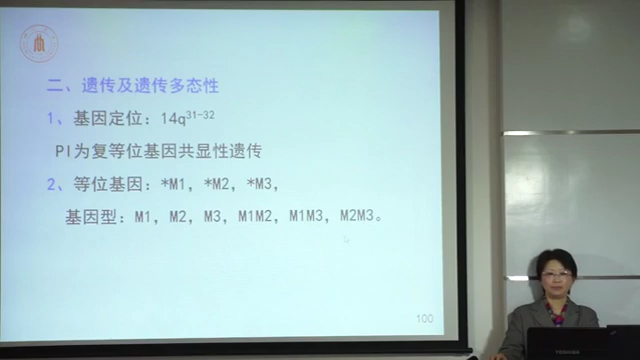 二、遗传及遗传多态性
1、基因定位：14q31-32
PI为复等位基因共显性遗传
2、等位基因：*M1，*M2，*M3，
基因型：M1，M2，M3，M1M2，M1M3，M2M3。
100
TOSHIBA